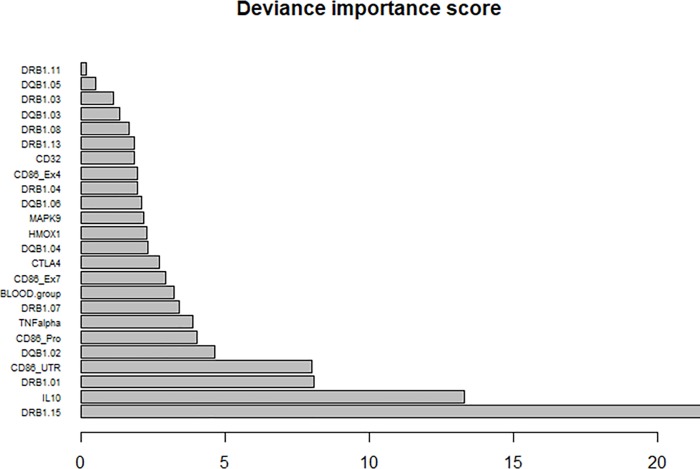 Deviance importance score
DRB1.11
DQB1.05
DRB1.03
DQB1.03
DRB1.08
DRB1.13
CD32
CD86_Ex4
DRB1.04
DQB1.06
MAPK9
HMOX1
DQB1.04
CTLA4
CD86_Ex7
BLOOD.group
DRB1.07
TNFalpha
CD86_Pro
DQB1.02
CD86_UTR
DRB1.01
IL10
DRB1.15
0 5 10 15 20